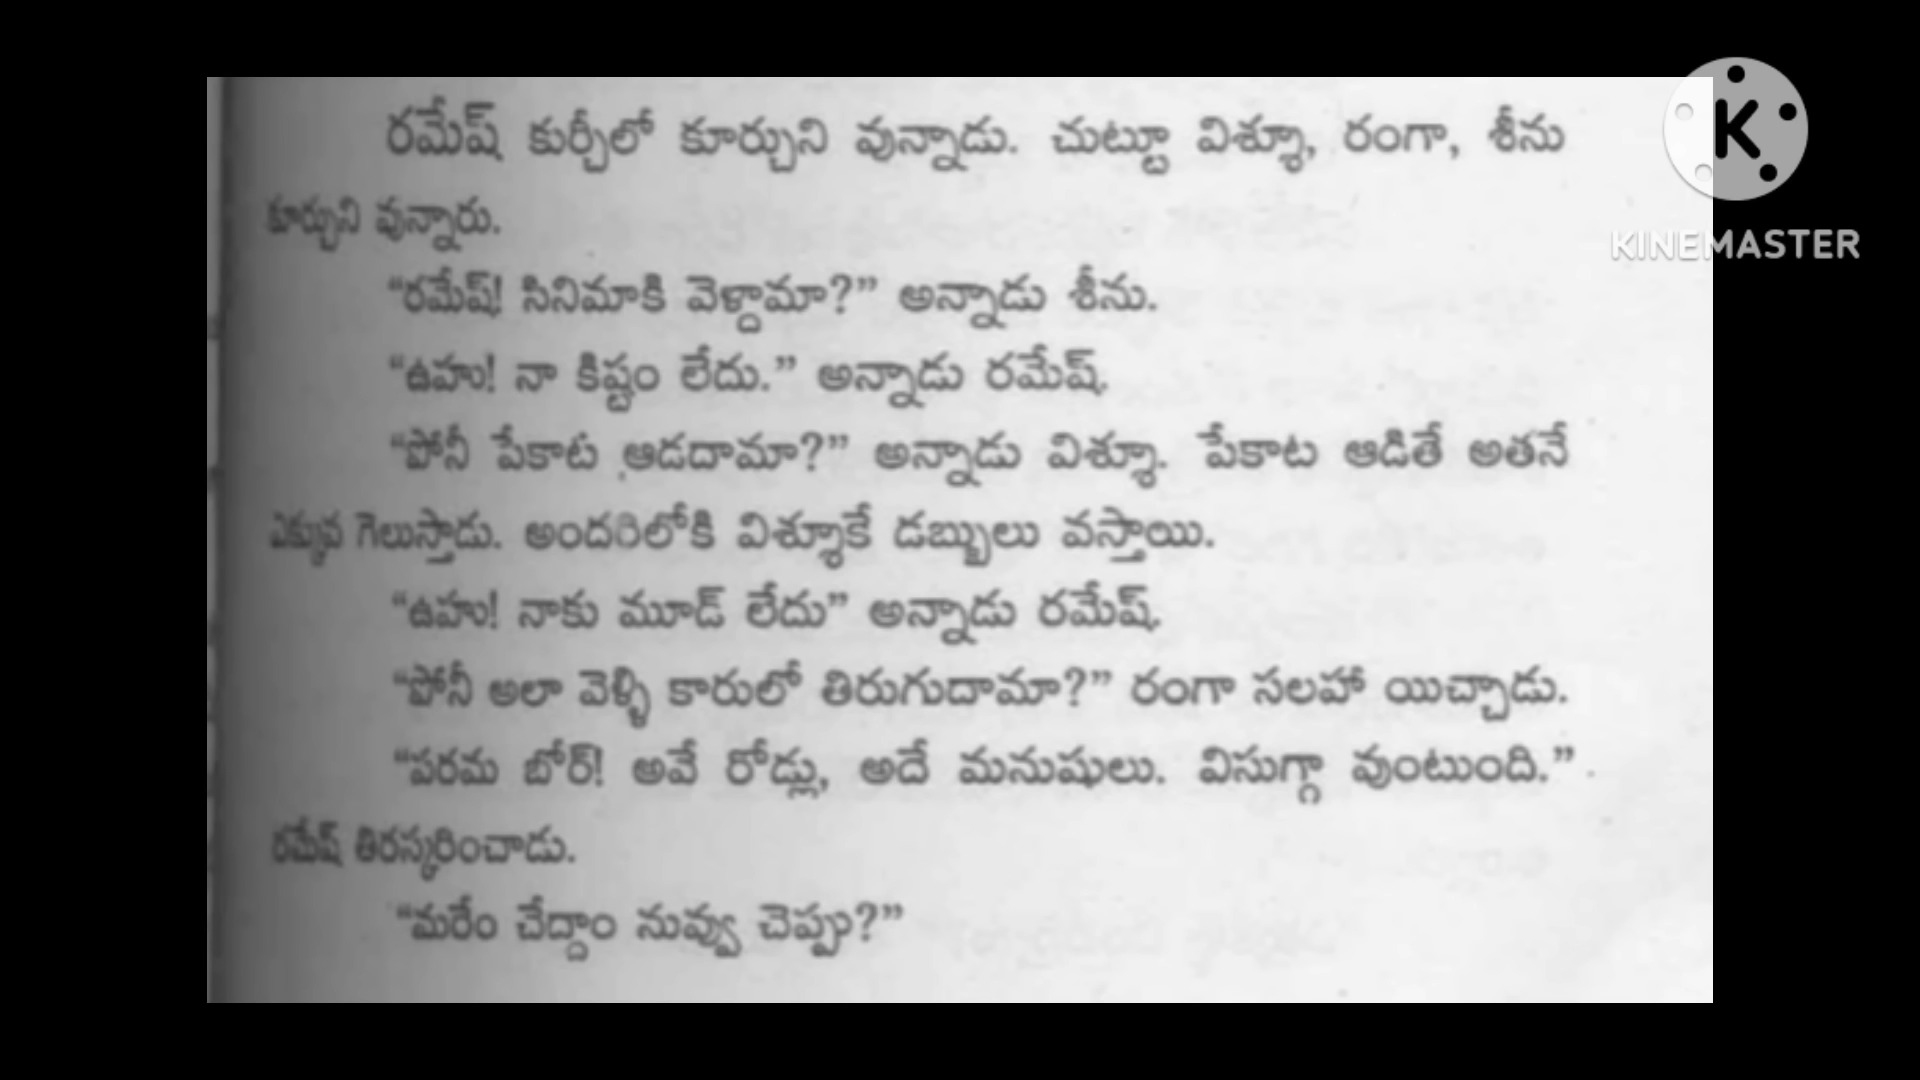 రమేష్ కుర్చీలో కూర్చుని వున్నాడు. చుట్టూ విశ్శూ, రంగా, శీను
కూర్చుని వున్నారు.
“రమేష్! సినిమాకి వెళ్దామా?” అన్నాడు శీను.
“ఉహు! నా కిష్టం లేదు.” అన్నాడు రమేష్.
“పోనీ పేకాట ఆడదామా?” అన్నాడు విశ్శూ. పేకాట ఆడితే అతనే
ఎక్కువ గెలుస్తాడు. అందరిలోకి విశ్శూకే డబ్బులు వస్తాయి.
“ఉహు! నాకు మూడ్ లేదు” అన్నాడు రమేష్.
“పోనీ అలా వెళ్ళి కారులో తిరుగుదామా?” రంగా సలహా యిచ్చాడు.
“పరమ బోర్! అవే రోడ్లు, అదే మనుషులు. విసుగ్గా వుంటుంది.”
రమేష్ తిరస్కరించాడు.
“మరేం చేద్దాం నువ్వు చెప్పు?”
K
KINEMASTER